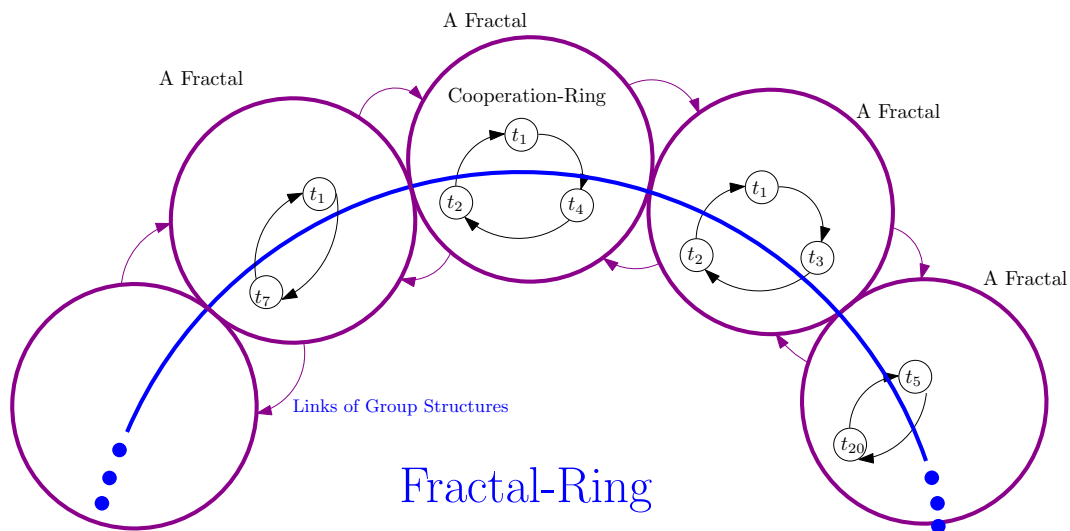 A Fractal
A Fractal
A Fractal
A Fractal
Cooperation-Ring
t₁
t₂
t₄
t₁
t₇
t₁
t₂
t₃
t₅
t₂₀
Links of Group Structures
Fractal-Ring